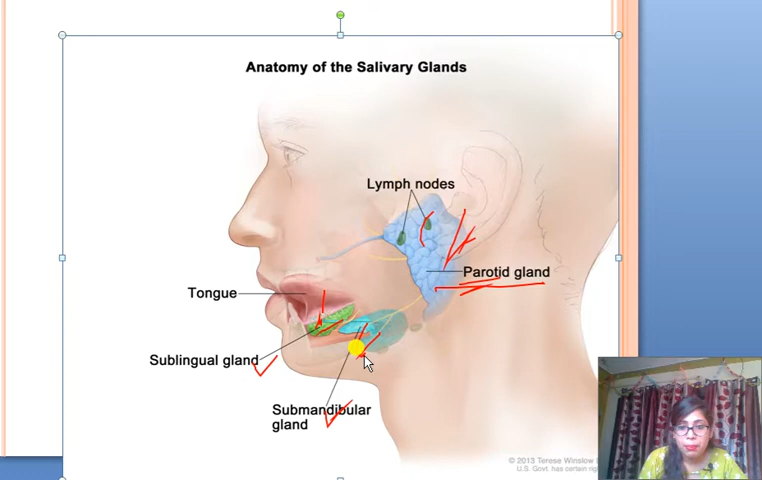 Anatomy of the Salivary Glands
Lymph nodes
Parotid gland
Tongue
Sublingual gland
Submandibular
gland
© 2013 Terese Winslow
U.S. Govt. has certain